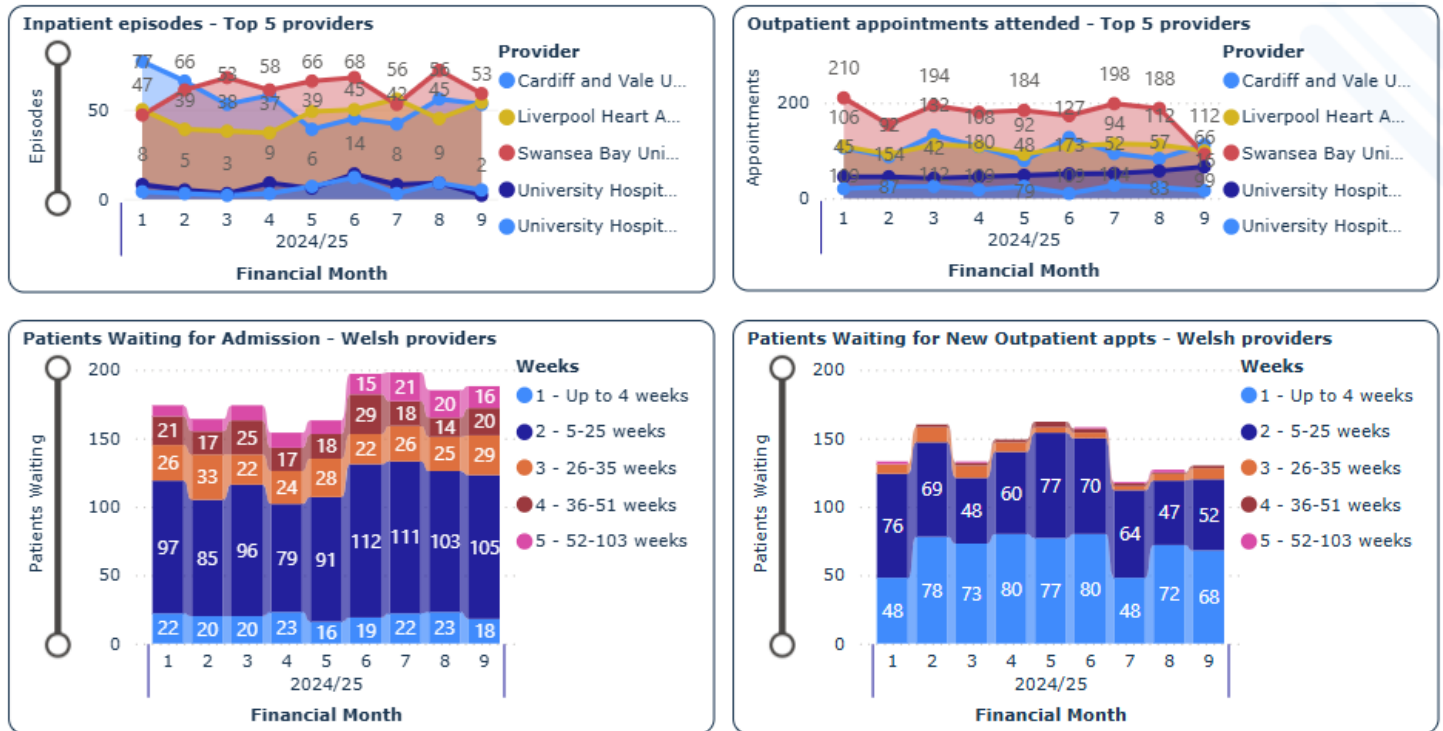 Inpatient episodes - Top 5 providers
Episodes
50
0
77 66 53 58 66 68 56 56 53
47 39 38 37 39 45 42 45
8 5 3 9 6 14 8 9 2
1 2 3 4 5 6 7 8 9
2024/25
Financial Month
Provider
Cardiff and Vale U...
Liverpool Heart A...
Swansea Bay Uni...
University Hospit...
University Hospit...
Outpatient appointments attended - Top 5 providers
Appointments
200
0
210 194 184 198 188 112
106 92 132 108 92 127 94 112 66
45 154 42 180 48 173 52 57
87 112 109 79 114 83 99
1 2 3 4 5 6 7 8 9
2024/25
Financial Month
Provider
Cardiff and Vale U...
Liverpool Heart A...
Swansea Bay Uni...
University Hospit...
University Hospit...
Patients Waiting for Admission - Welsh providers
Patients Waiting
200
150
100
50
0
15 21 20 16
21 17 25 17 18 29 18 14 20
26 33 22 24 28 22 26 25 29
97 85 96 79 91 112 111 103 105
22 20 20 23 16 19 22 23 18
1 2 3 4 5 6 7 8 9
2024/25
Financial Month
Weeks
1 - Up to 4 weeks
2 - 5-25 weeks
3 - 26-35 weeks
4 - 36-51 weeks
5 - 52-103 weeks
Patients Waiting for New Outpatient appts - Welsh providers
Patients Waiting
200
150
100
50
0
76 69 48 60 77 70 64 47 52
48 78 73 80 77 80 48 72 68
1 2 3 4 5 6 7 8 9
2024/25
Financial Month
Weeks
1 - Up to 4 weeks
2 - 5-25 weeks
3 - 26-35 weeks
4 - 36-51 weeks
5 - 52-103 weeks